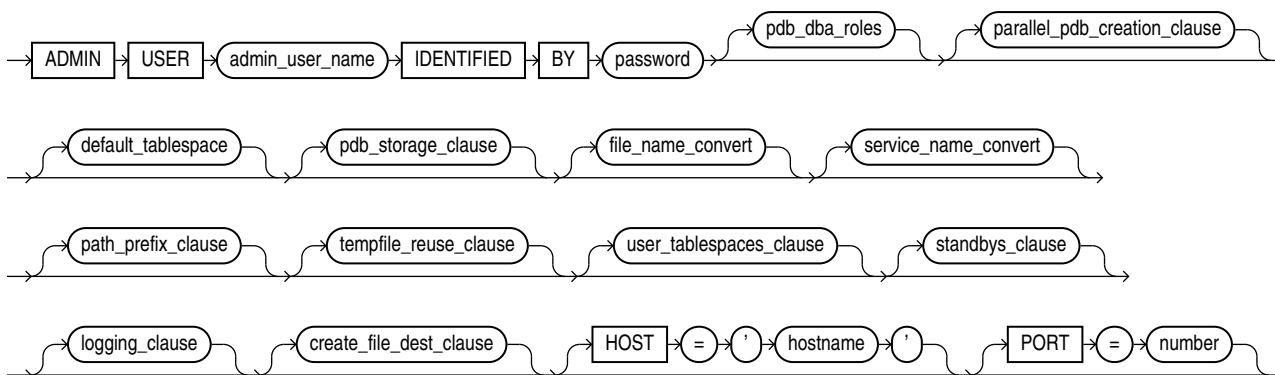 ADMIN USER admin_user_name IDENTIFIED BY password pdb_dba_roles parallel_pdb_creation_clause
default_tablespace pdb_storage_clause file_name_convert service_name_convert
path_prefix_clause tempfile_reuse_clause user_tablespaces_clause standbys_clause
logging_clause create_file_dest_clause HOST = ’ hostname ’ PORT = number